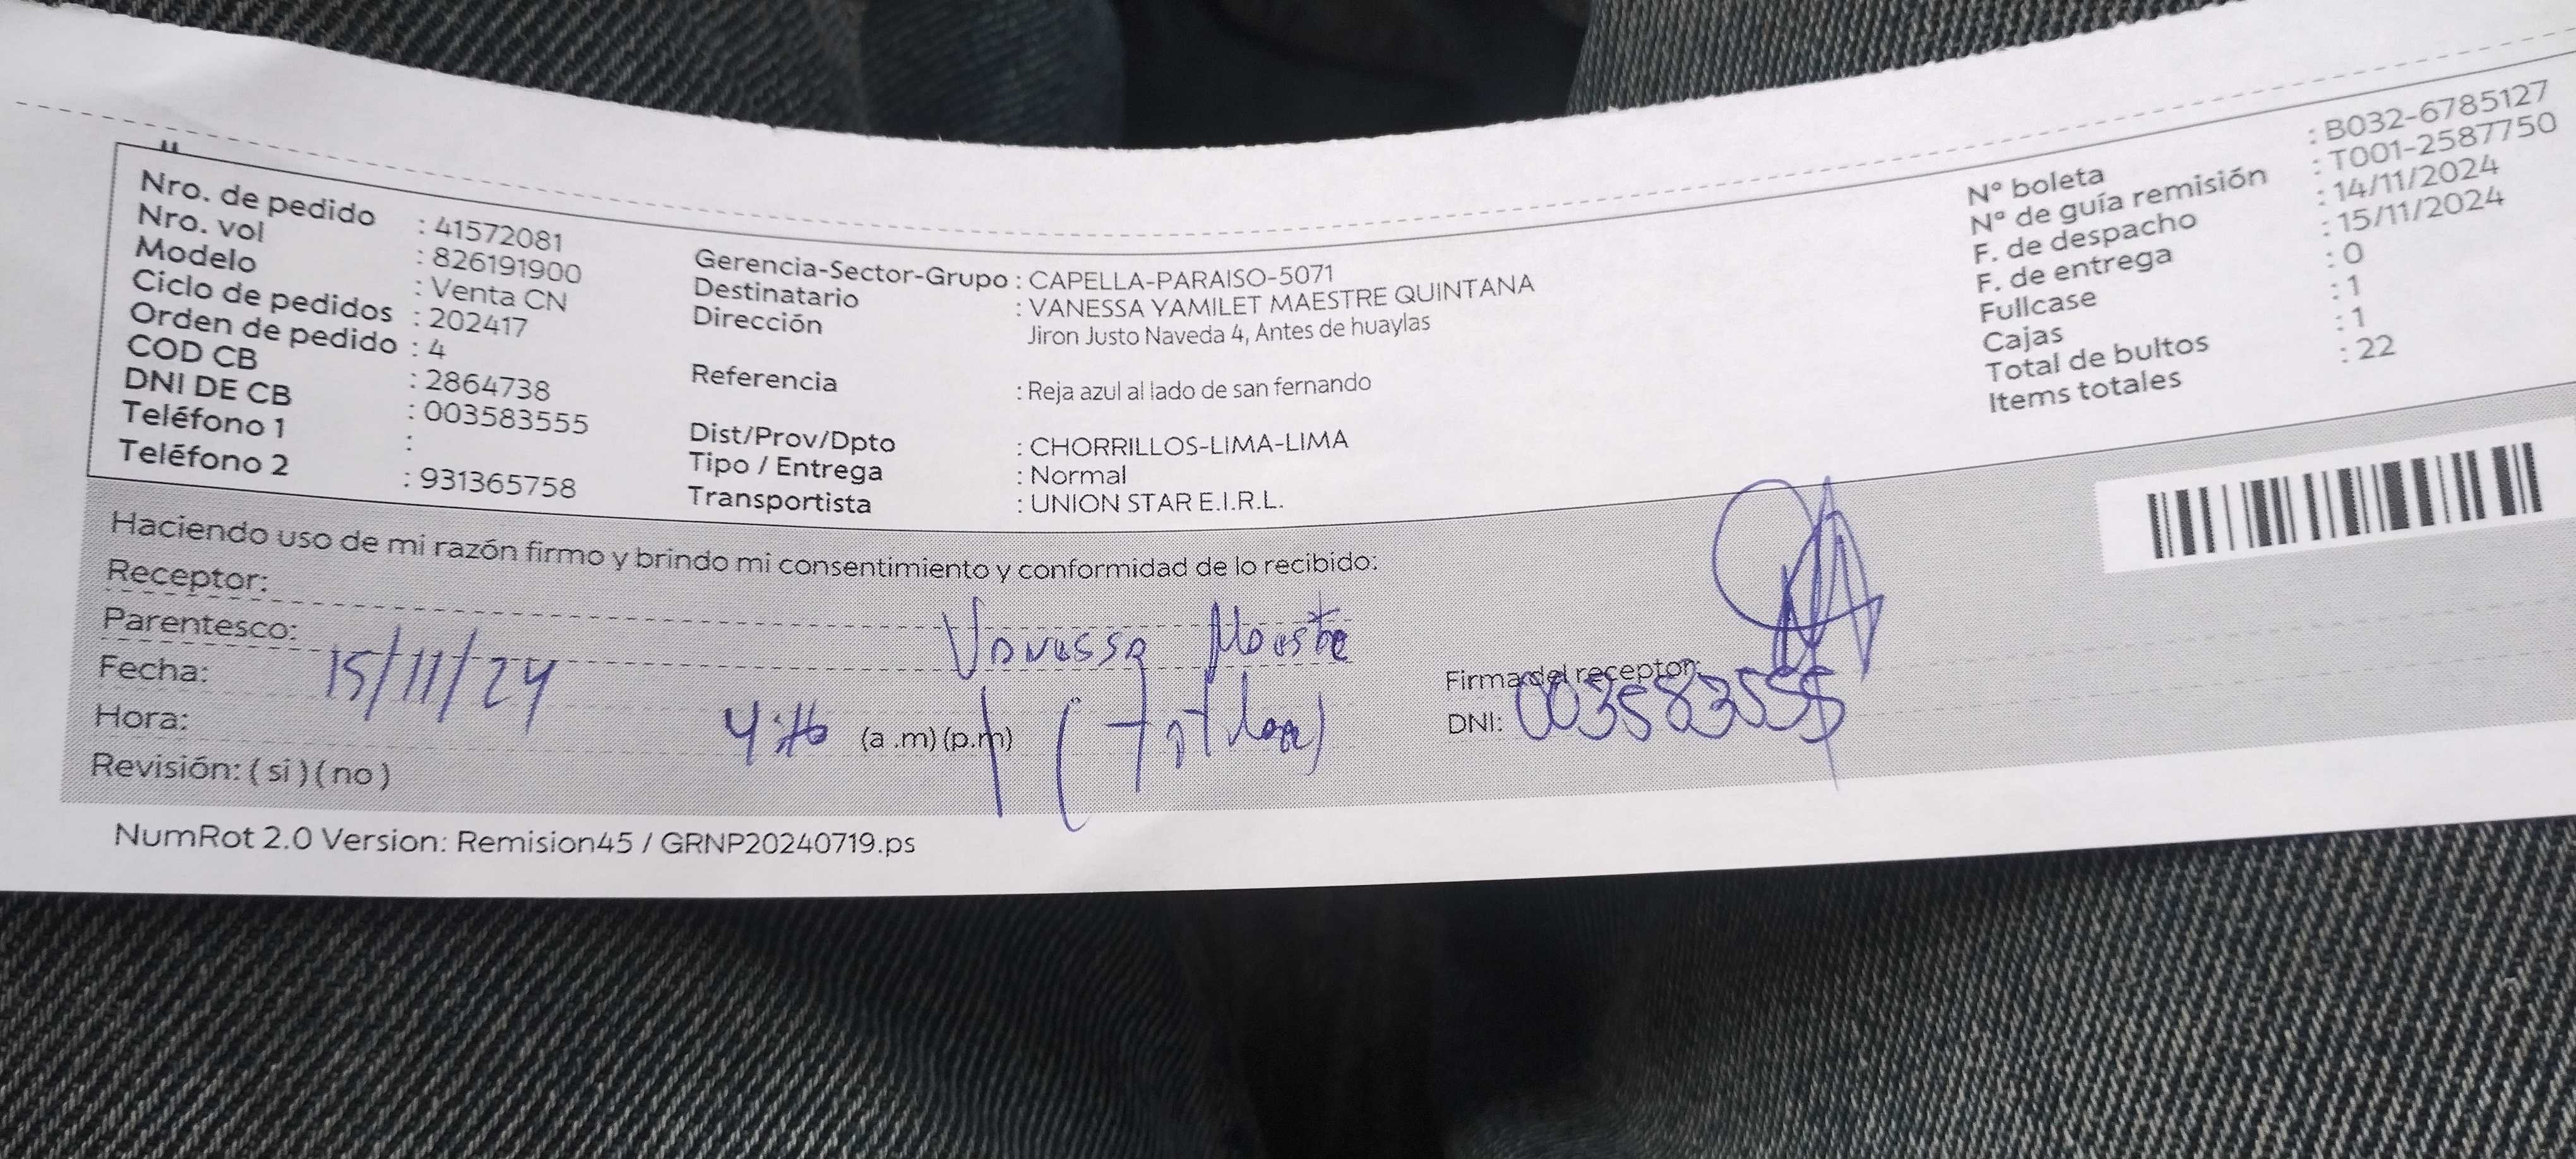 Nro. de pedido : 41572081
Nro. vol : 826191900
Modelo : Venta CN
Ciclo de pedidos : 202417
Orden de pedido : 4
COD CB : 2864738
DNI DE CB : 003583555
Teléfono 1 :
Teléfono 2 : 931365758
Gerencia-Sector-Grupo : CAPELLA-PARAISO-5071
Destinatario : VANESSA YAMILET MAESTRE QUINTANA
Dirección Jiron Justo Naveda 4, Antes de huaylas
Referencia : Reja azul al lado de san fernando
Dist/Prov/Dpto : CHORRILLOS-LIMA-LIMA
Tipo / Entrega : Normal
Transportista : UNION STAR E.I.R.L.
N° boleta : B032-6785127
N° de guía remisión : T001-2587750
F. de despacho : 14/11/2024
F. de entrega : 15/11/2024
Fullcase : 0
Cajas : 1
Total de bultos : 1
Items totales : 22
Haciendo uso de mi razón firmo y brindo mi consentimiento y conformidad de lo recibido:
Receptor: Vanessa Maestre
Parentesco:
Fecha: 15/11/24
Hora: (a .m) (p.m)
Revisión: ( si ) ( no )
Firma del receptor:
DNI: 003583555
NumRot 2.0 Version: Remision45 / GRNP20240719.ps